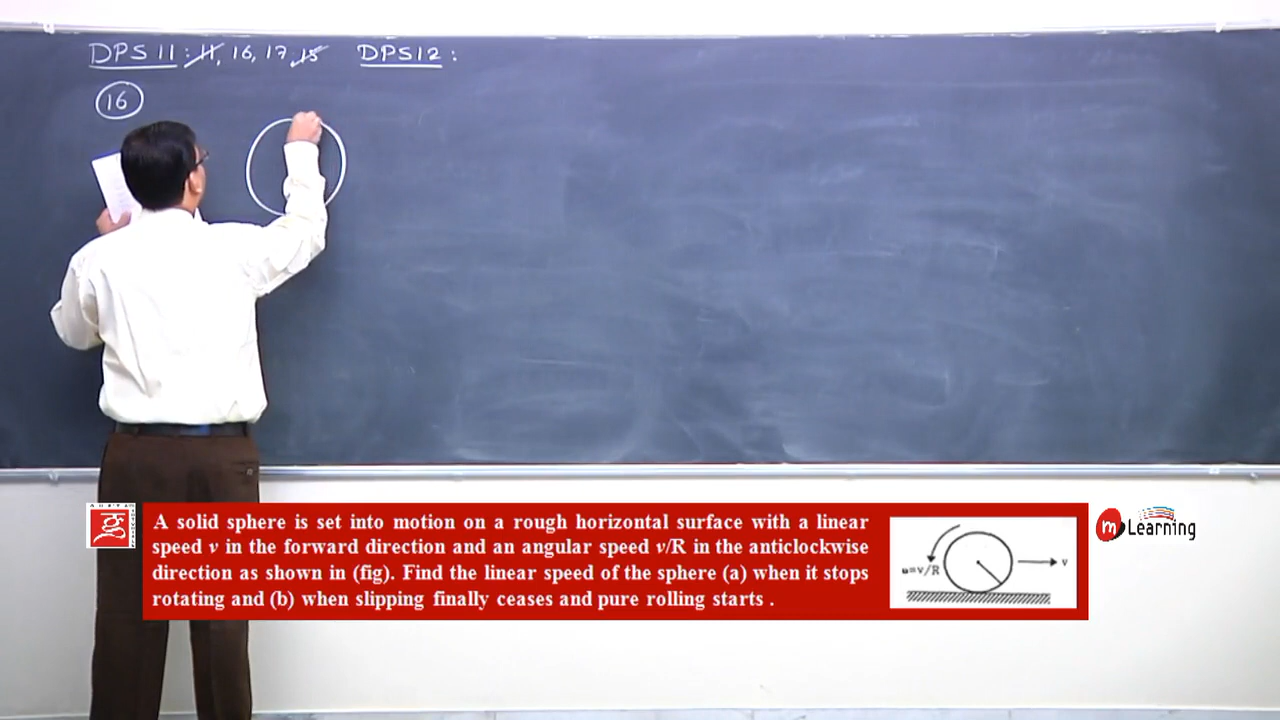 DPS 11 : 11, 16, 17, 15 DPS 12 :
16
A solid sphere is set into motion on a rough horizontal surface with a linear
speed v in the forward direction and an angular speed v/R in the anticlockwise
direction as shown in (fig). Find the linear speed of the sphere (a) when it stops
rotating and (b) when slipping finally ceases and pure rolling starts .
ω=v/R
v
ग
m Learning